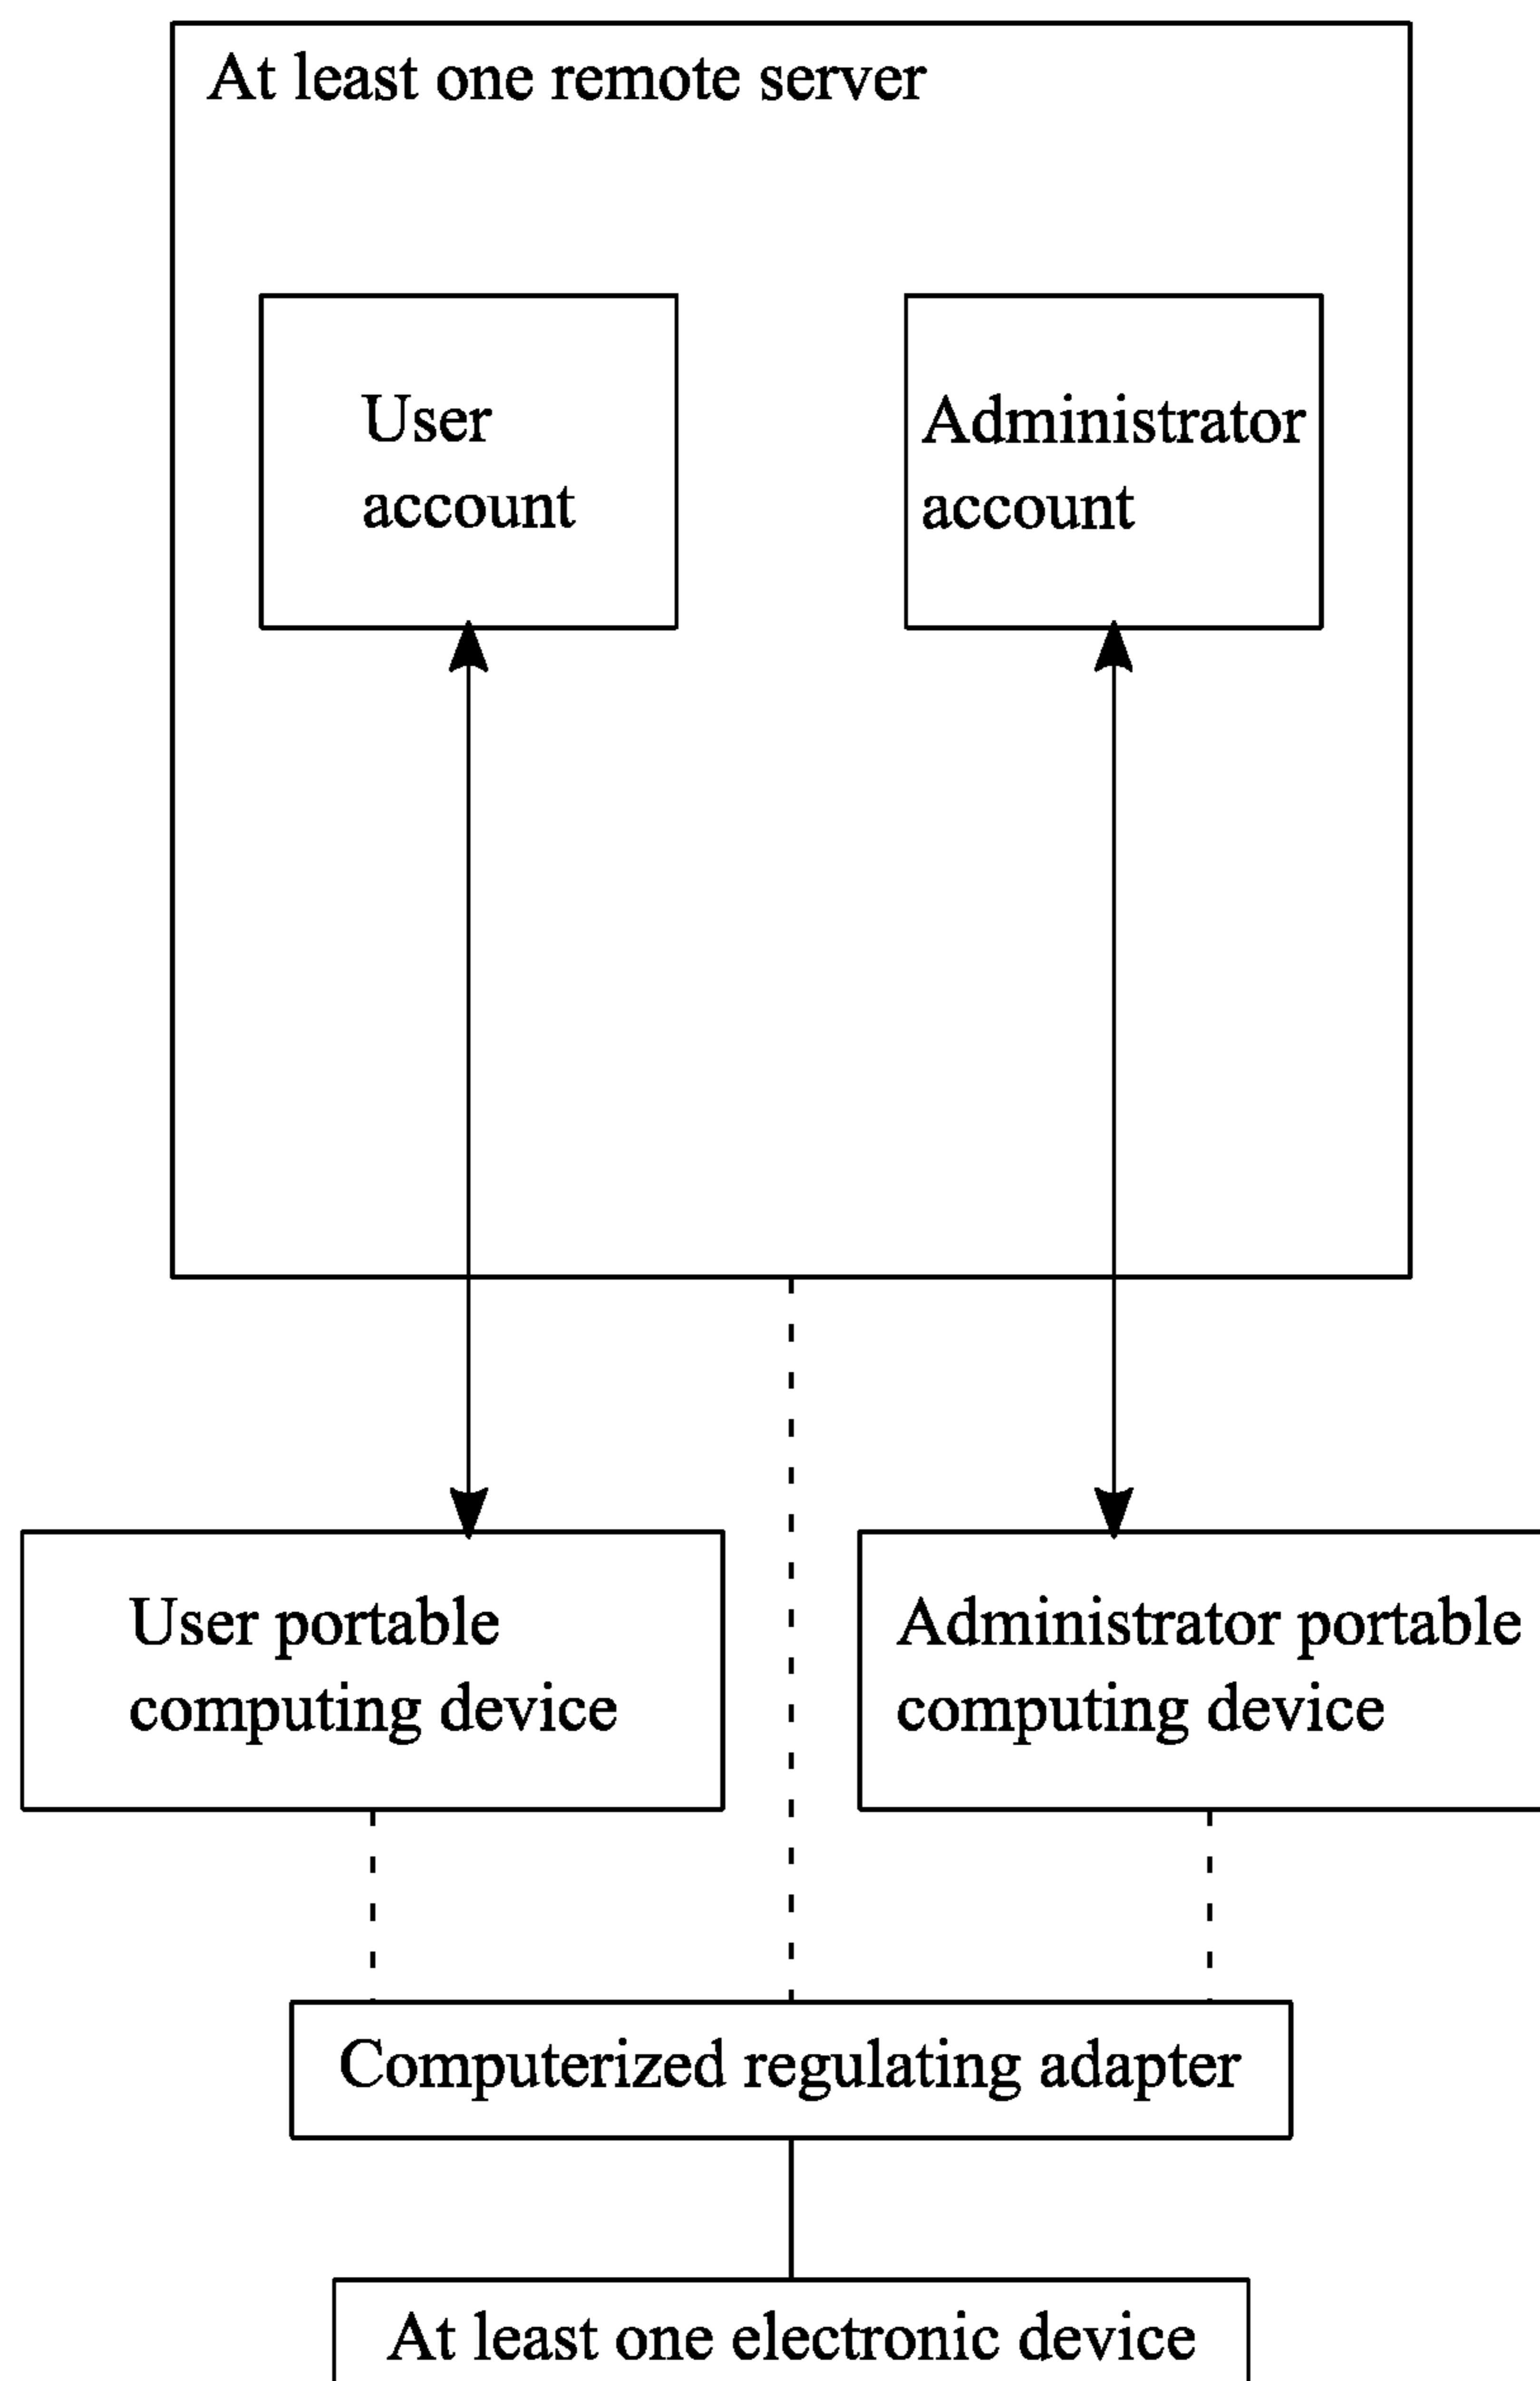 At least one remote server
User
account
Administrator
account
User portable
computing device
Administrator portable
computing device
Computerized regulating adapter
At least one electronic device